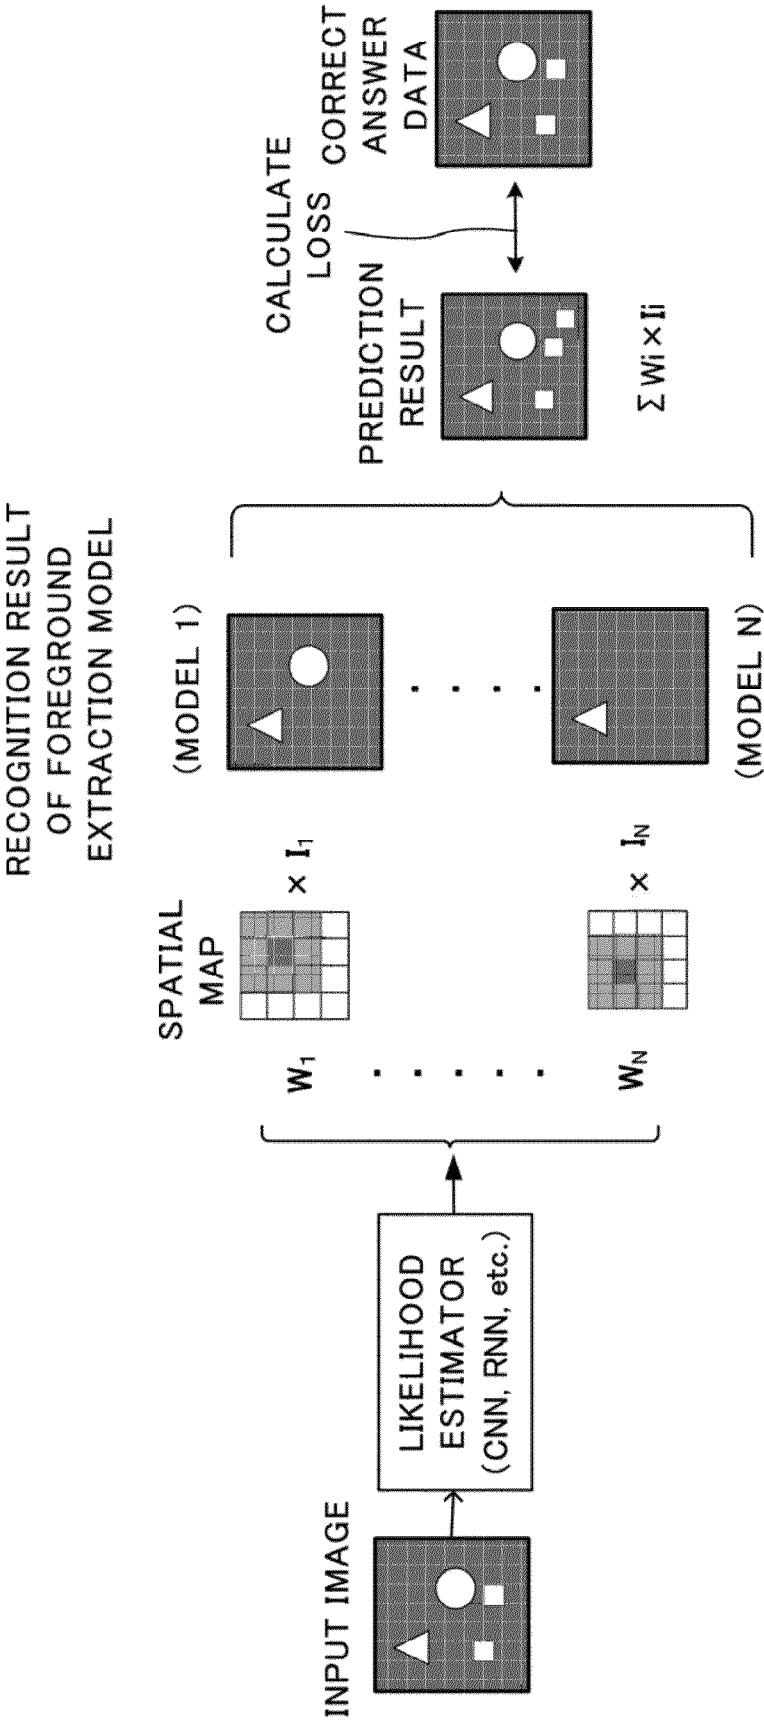 INPUT IMAGE
LIKELIHOOD
ESTIMATOR
(CNN, RNN, etc.)
SPATIAL
MAP
W1
WN
× I1
× IN
RECOGNITION RESULT
OF FOREGROUND
EXTRACTION MODEL
(MODEL 1)
(MODEL N)
PREDICTION
RESULT
∑ Wi × Ii
CALCULATE
LOSS
CORRECT
ANSWER
DATA